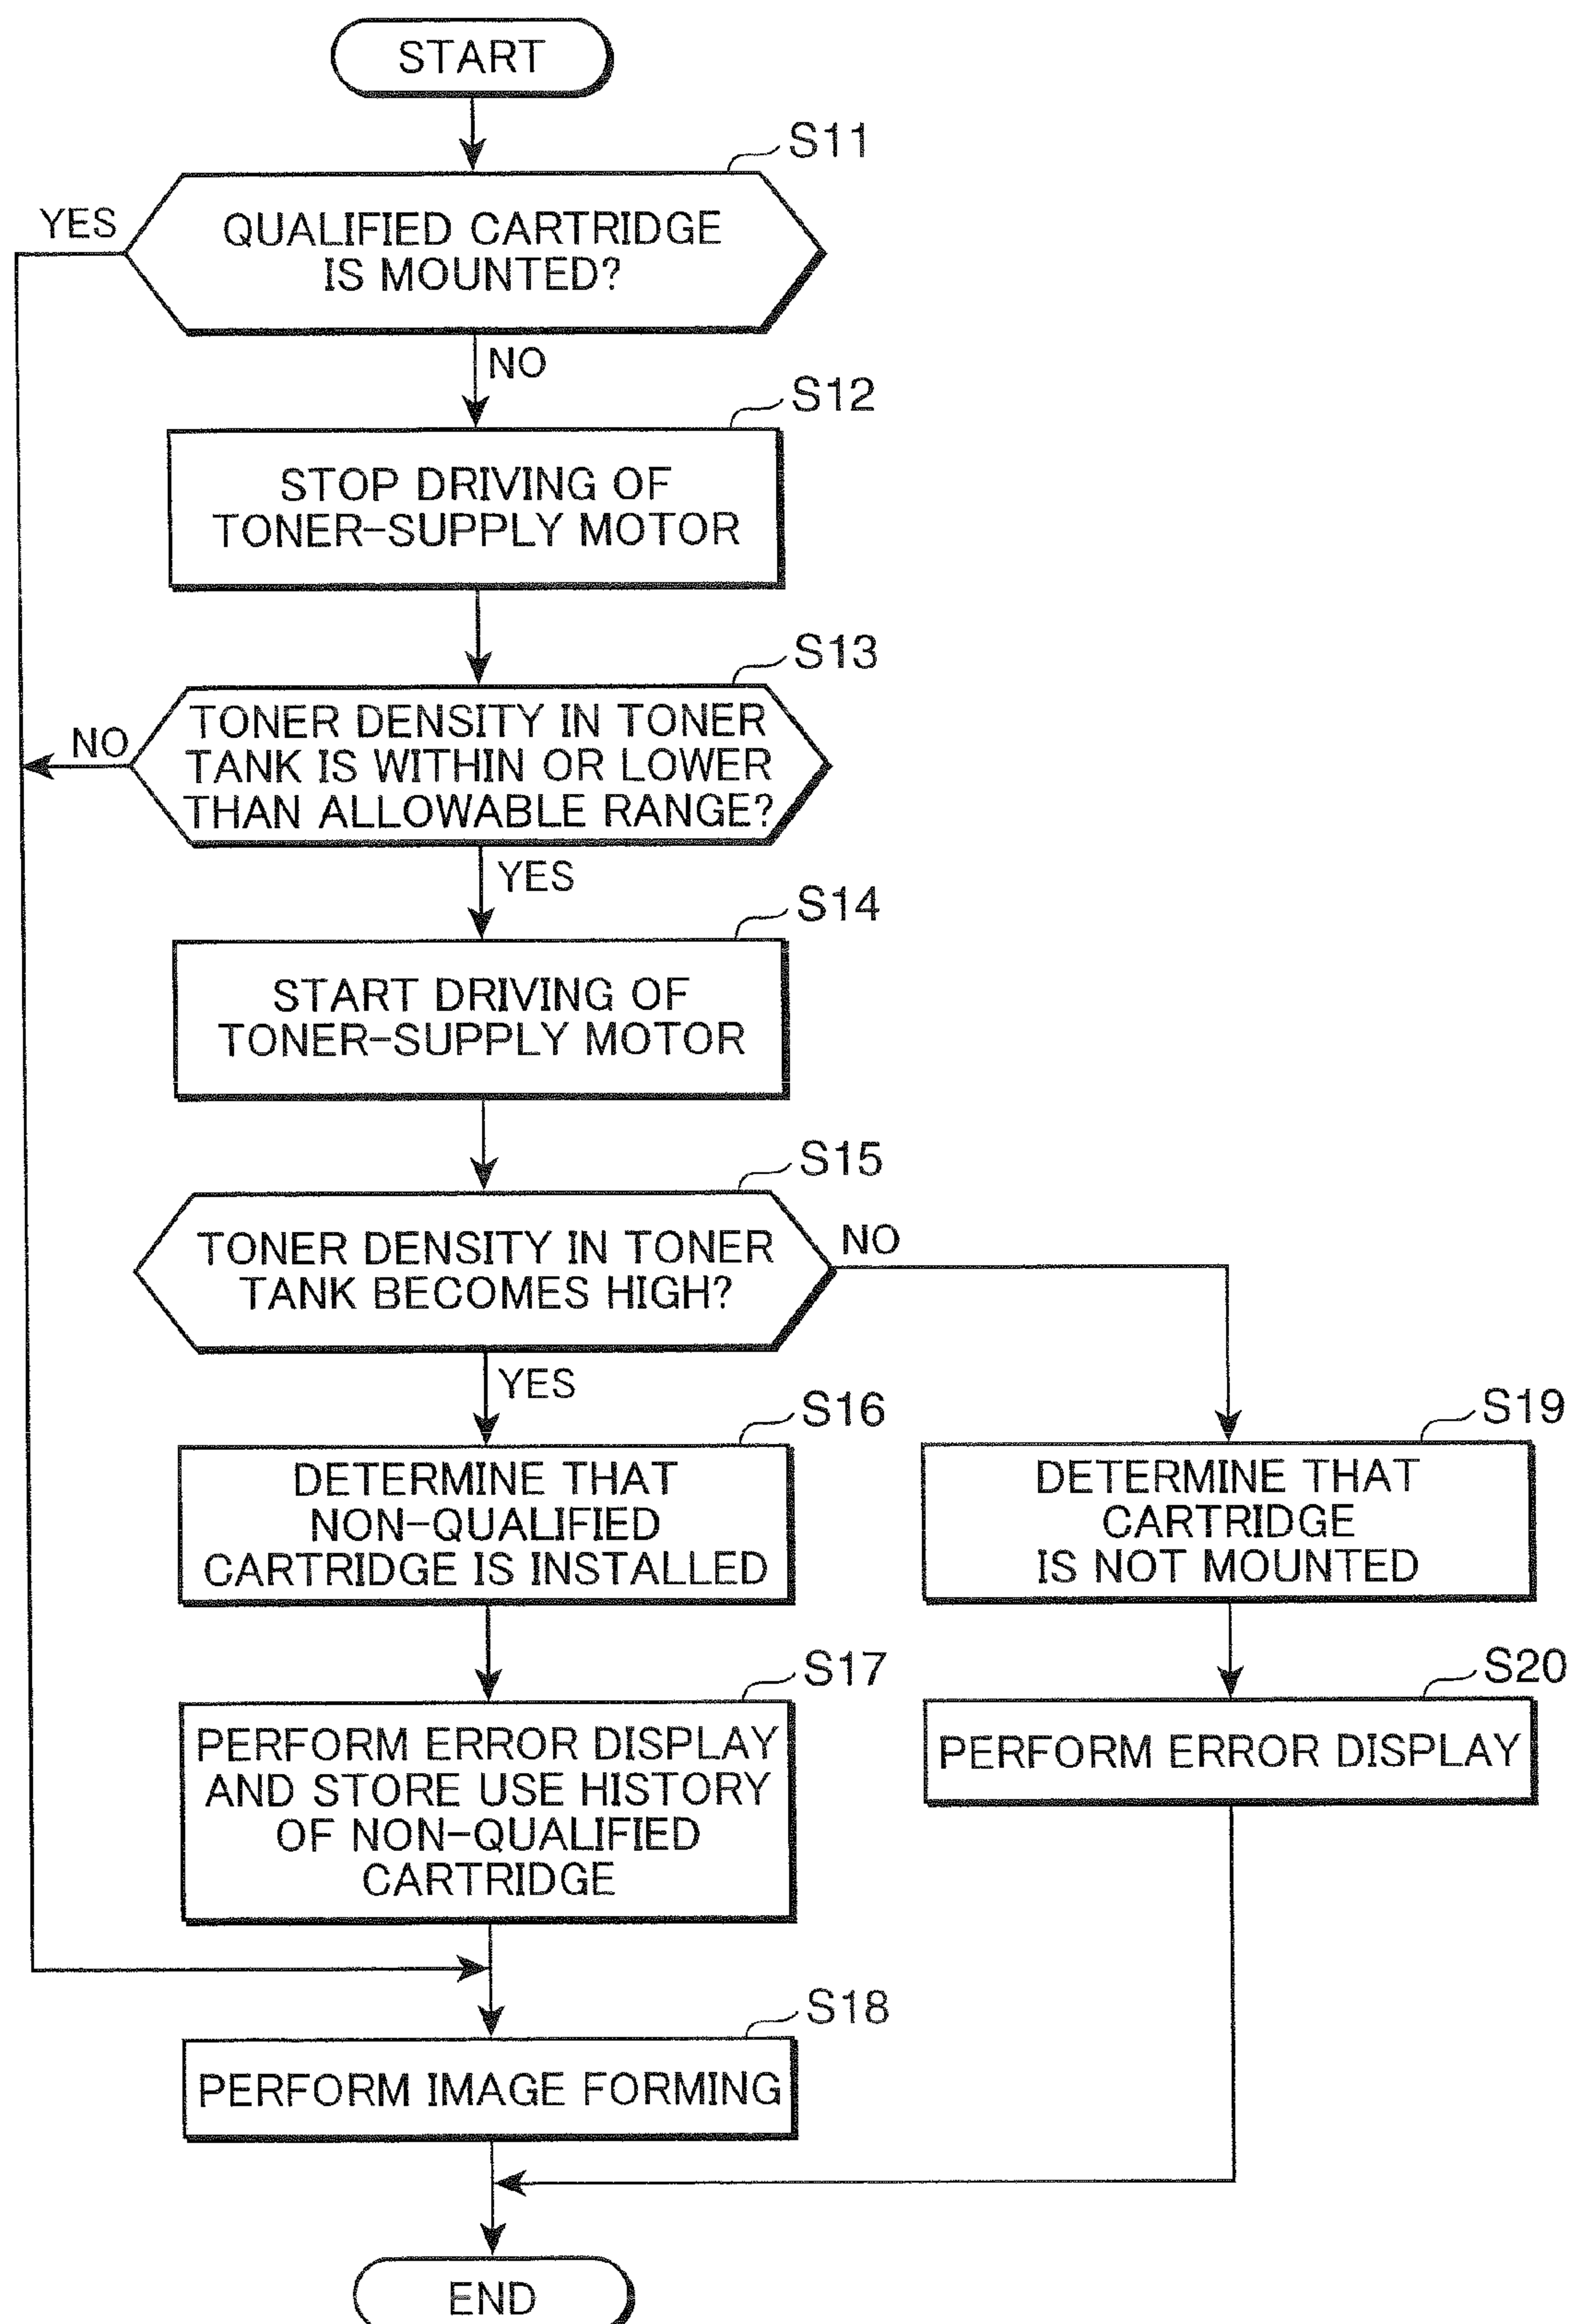 START
S11
YES
QUALIFIED CARTRIDGE
IS MOUNTED?
NO
S12
STOP DRIVING OF
TONER-SUPPLY MOTOR
S13
NO
TONER DENSITY IN TONER
TANK IS WITHIN OR LOWER
THAN ALLOWABLE RANGE?
YES
S14
START DRIVING OF
TONER-SUPPLY MOTOR
S15
TONER DENSITY IN TONER
TANK BECOMES HIGH?
NO
YES
S16
DETERMINE THAT
NON-QUALIFIED
CARTRIDGE IS INSTALLED
S19
DETERMINE THAT
CARTRIDGE
IS NOT MOUNTED
S17
PERFORM ERROR DISPLAY
AND STORE USE HISTORY
OF NON-QUALIFIED
CARTRIDGE
S20
PERFORM ERROR DISPLAY
S18
PERFORM IMAGE FORMING
END